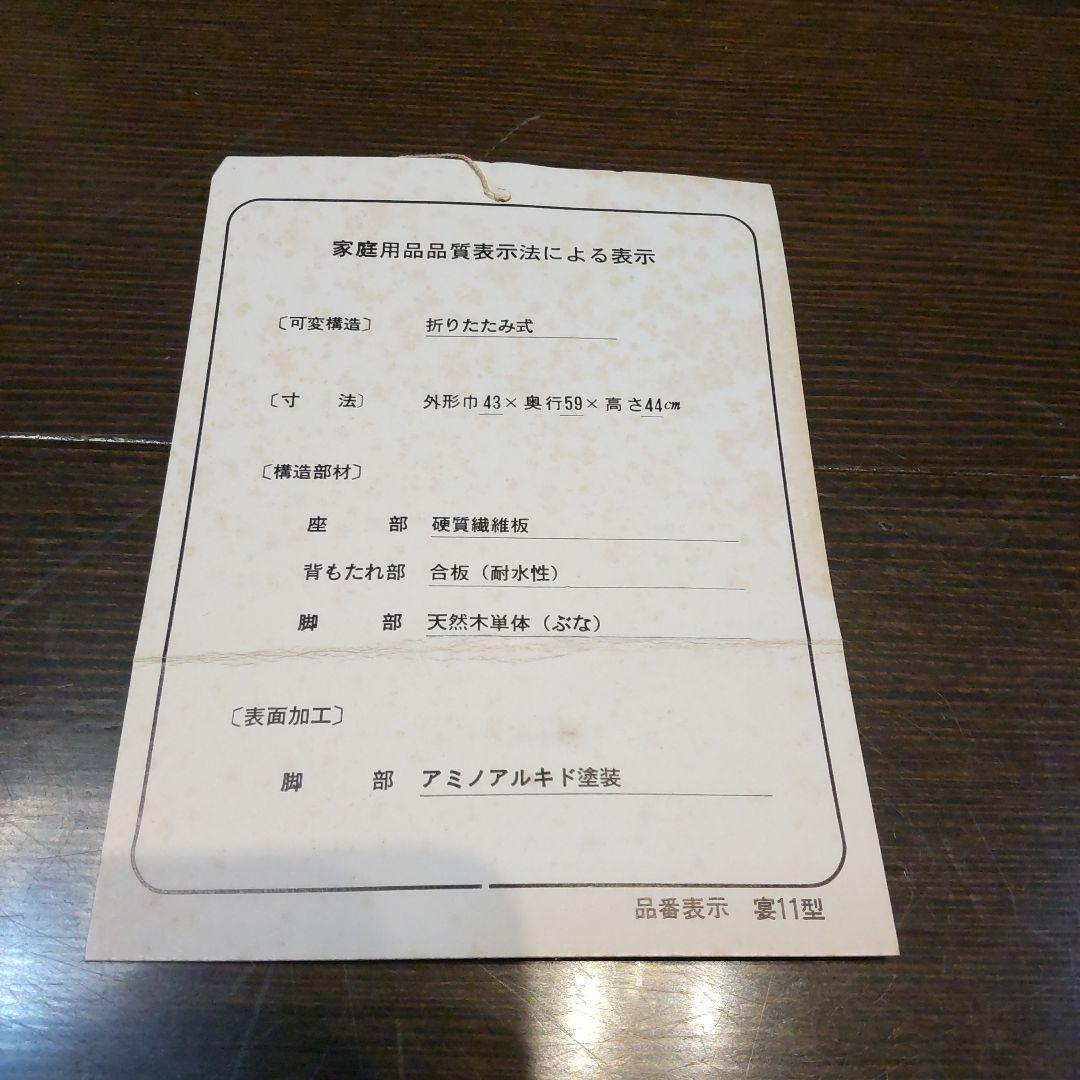 家庭用品品質表示法による表示
〔可変構造〕 折りたたみ式
〔寸 法〕 外形巾43×奥行59×高さ44cm
〔構造部材〕
座 部 硬質繊維板
背もたれ部 合板（耐水性）
脚 部 天然木単体（ぶな）
〔表面加工〕
脚 部 アミノアルキド塗装
品番表示 宴11型